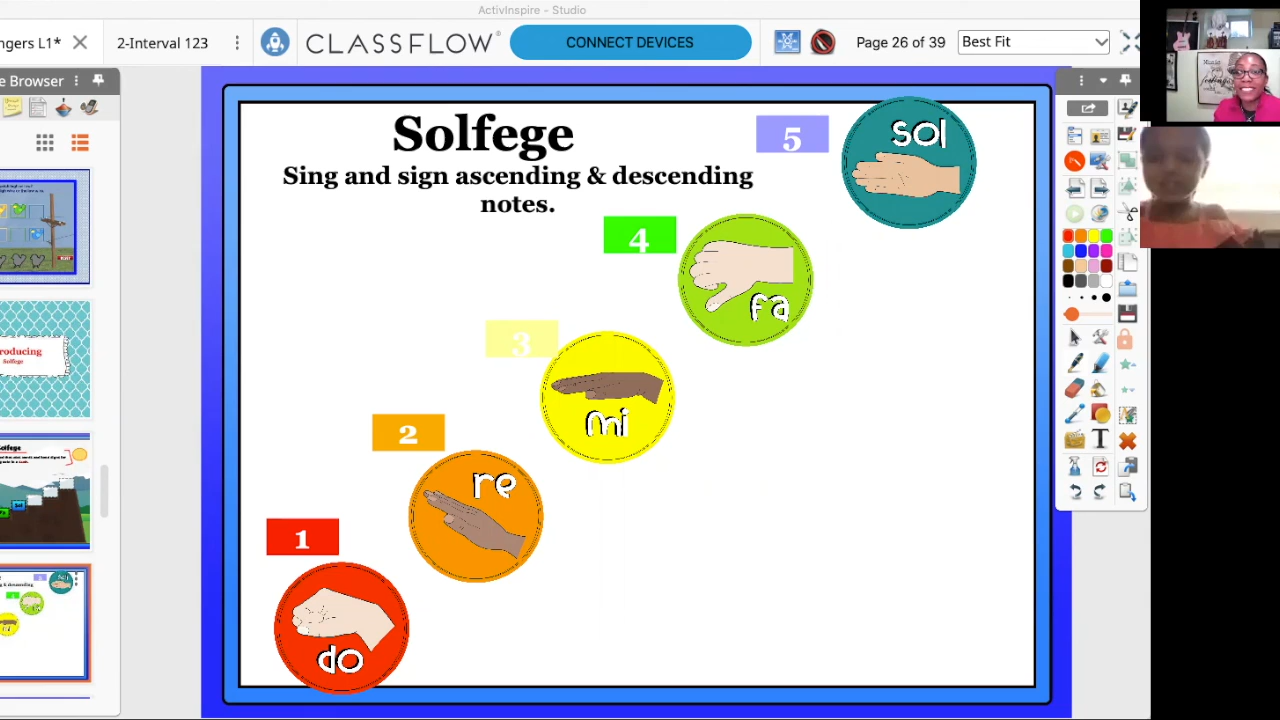 ActivInspire - Studio
ngers L1*
2-Interval 123
CLASSFLOW
CONNECT DEVICES
Page 26 of 39
Best Fit
e Browser
Solfege
Sing and sign ascending & descending
notes.
5
sol
4
fa
3
mi
2
re
1
do
roducing
Solfege
T